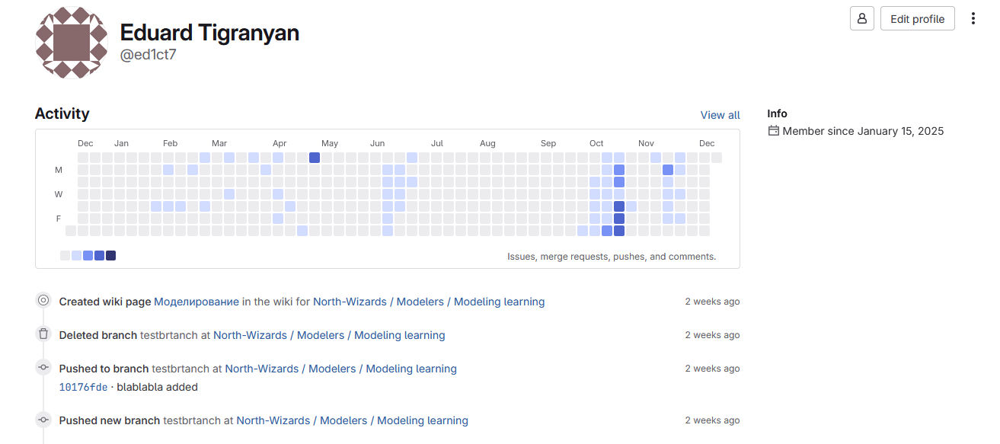 Eduard Tigranyan
@ed1ct7
Edit profile
Activity
View all
Dec Jan Feb Mar Apr May Jun Jul Aug Sep Oct Nov Dec
M
W
F
Issues, merge requests, pushes, and comments.
Info
Member since January 15, 2025
Created wiki page Моделирование in the wiki for North-Wizards / Modelers / Modeling learning 2 weeks ago
Deleted branch testbrtanch at North-Wizards / Modelers / Modeling learning 2 weeks ago
Pushed to branch testbrtanch at North-Wizards / Modelers / Modeling learning 2 weeks ago
10176fde · blablabla added
Pushed new branch testbrtanch at North-Wizards / Modelers / Modeling learning 2 weeks ago